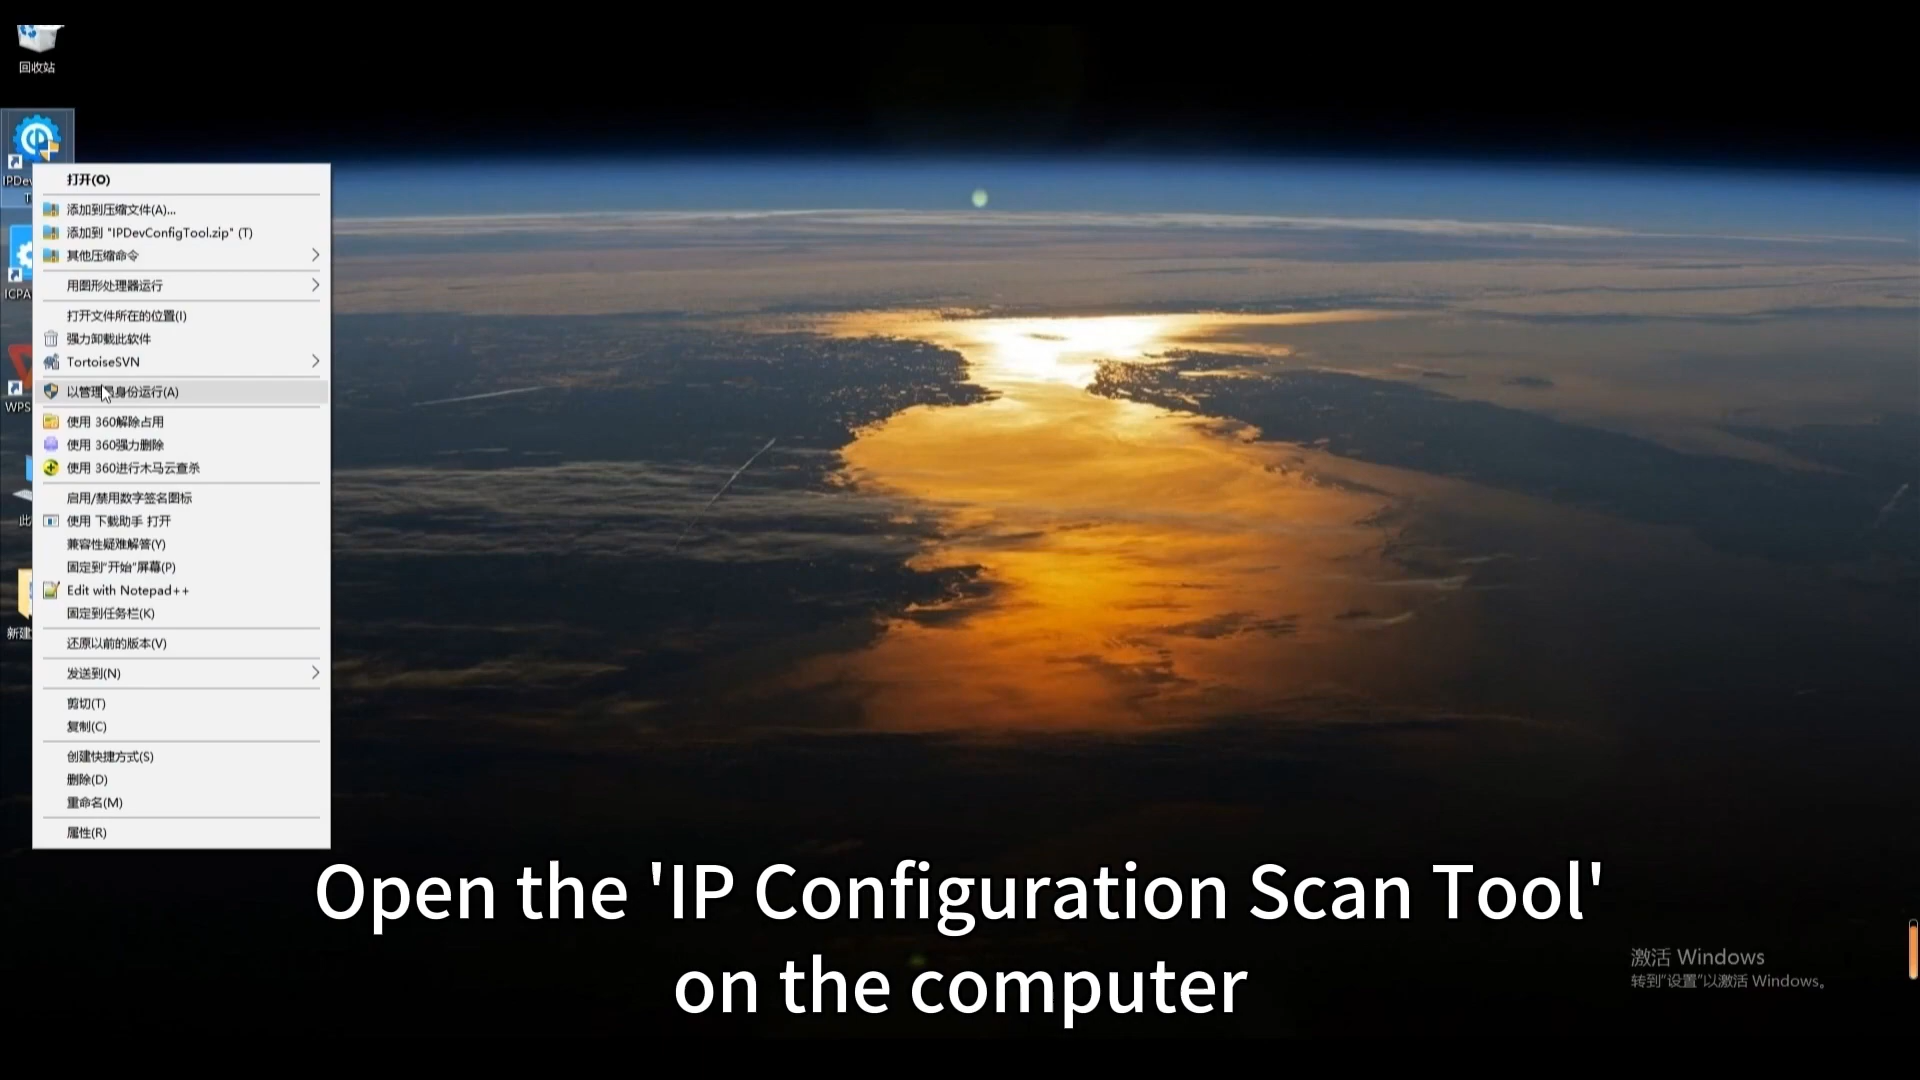 回收站
IPDev
T
ICPA
WPS
此
新建
打开(O)
添加到压缩文件(A)...
添加到 "IPDevConfigTool.zip" (T)
其他压缩命令
用图形处理器运行
打开文件所在的位置(I)
强力卸载此软件
TortoiseSVN
以管理员身份运行(A)
使用 360解除占用
使用 360强力删除
使用 360进行木马云查杀
启用/禁用数字签名图标
使用 下载助手 打开
兼容性疑难解答(Y)
固定到"开始"屏幕(P)
Edit with Notepad++
固定到任务栏(K)
还原以前的版本(V)
发送到(N)
剪切(T)
复制(C)
创建快捷方式(S)
删除(D)
重命名(M)
属性(R)
Open the 'IP Configuration Scan Tool'
on the computer
激活 Windows
转到"设置"以激活 Windows。